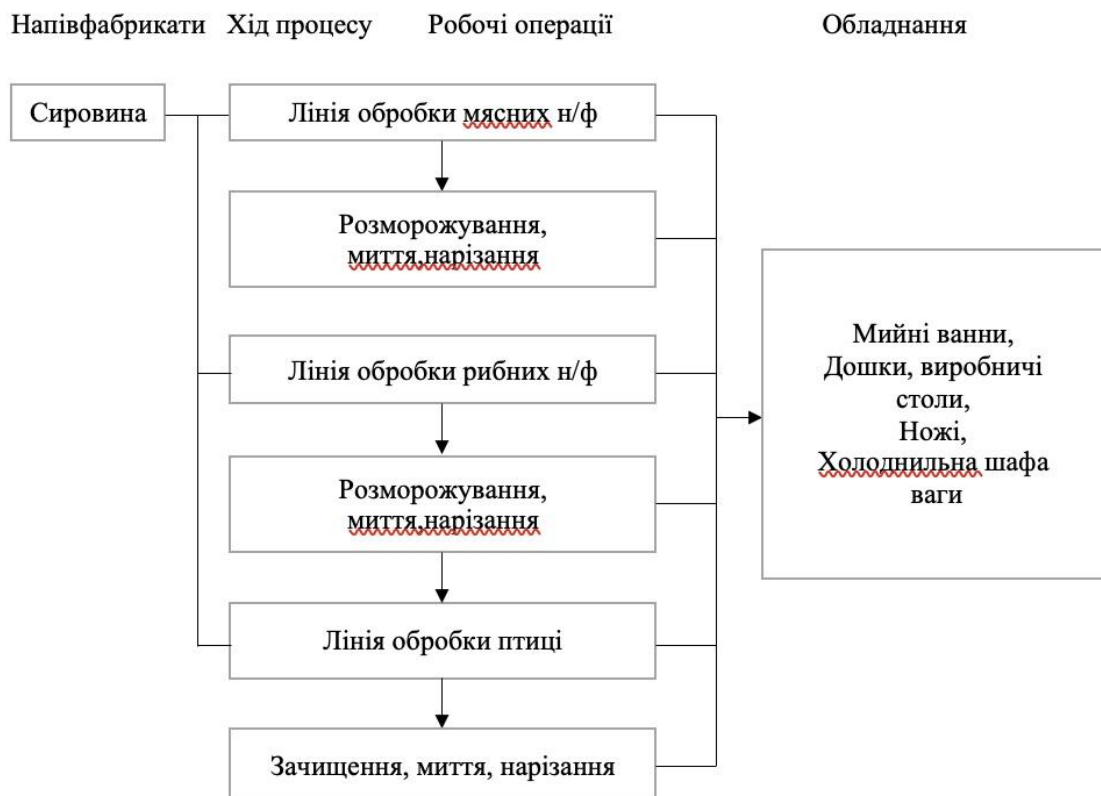 Напівфабрикати Хід процесу Робочі операції Обладнання
Сировина
Лінія обробки мясних н/ф
Розморожування,
миття,нарізання
Лінія обробки рибних н/ф
Розморожування,
миття,нарізання
Лінія обробки птиці
Зачищення, миття, нарізання
Мийні ванни,
Дошки, виробничі
столи,
Ножі,
Холоднильна шафа
ваги